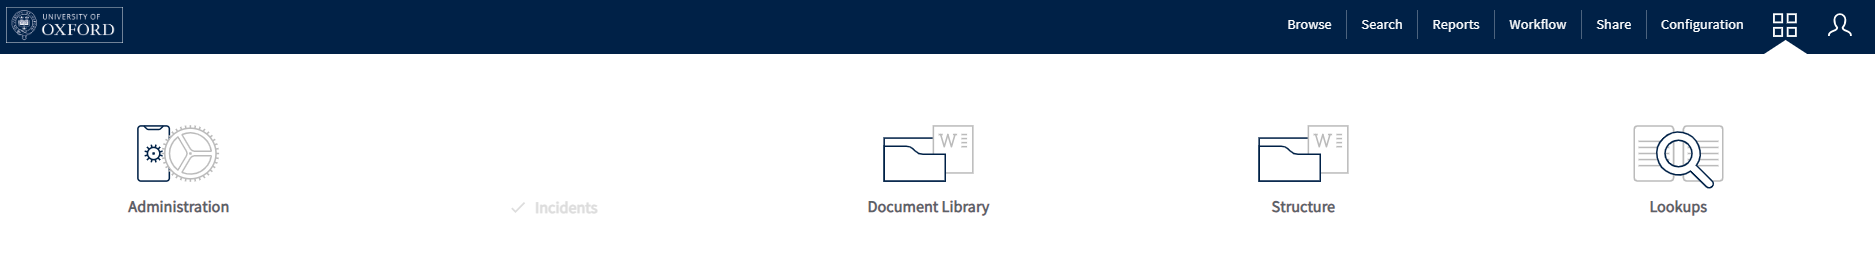 UNIVERSITY OF
OXFORD
Browse
Search
Reports
Workflow
Share
Configuration
W
W
Administration
Incidents
Document Library
Structure
Lookups